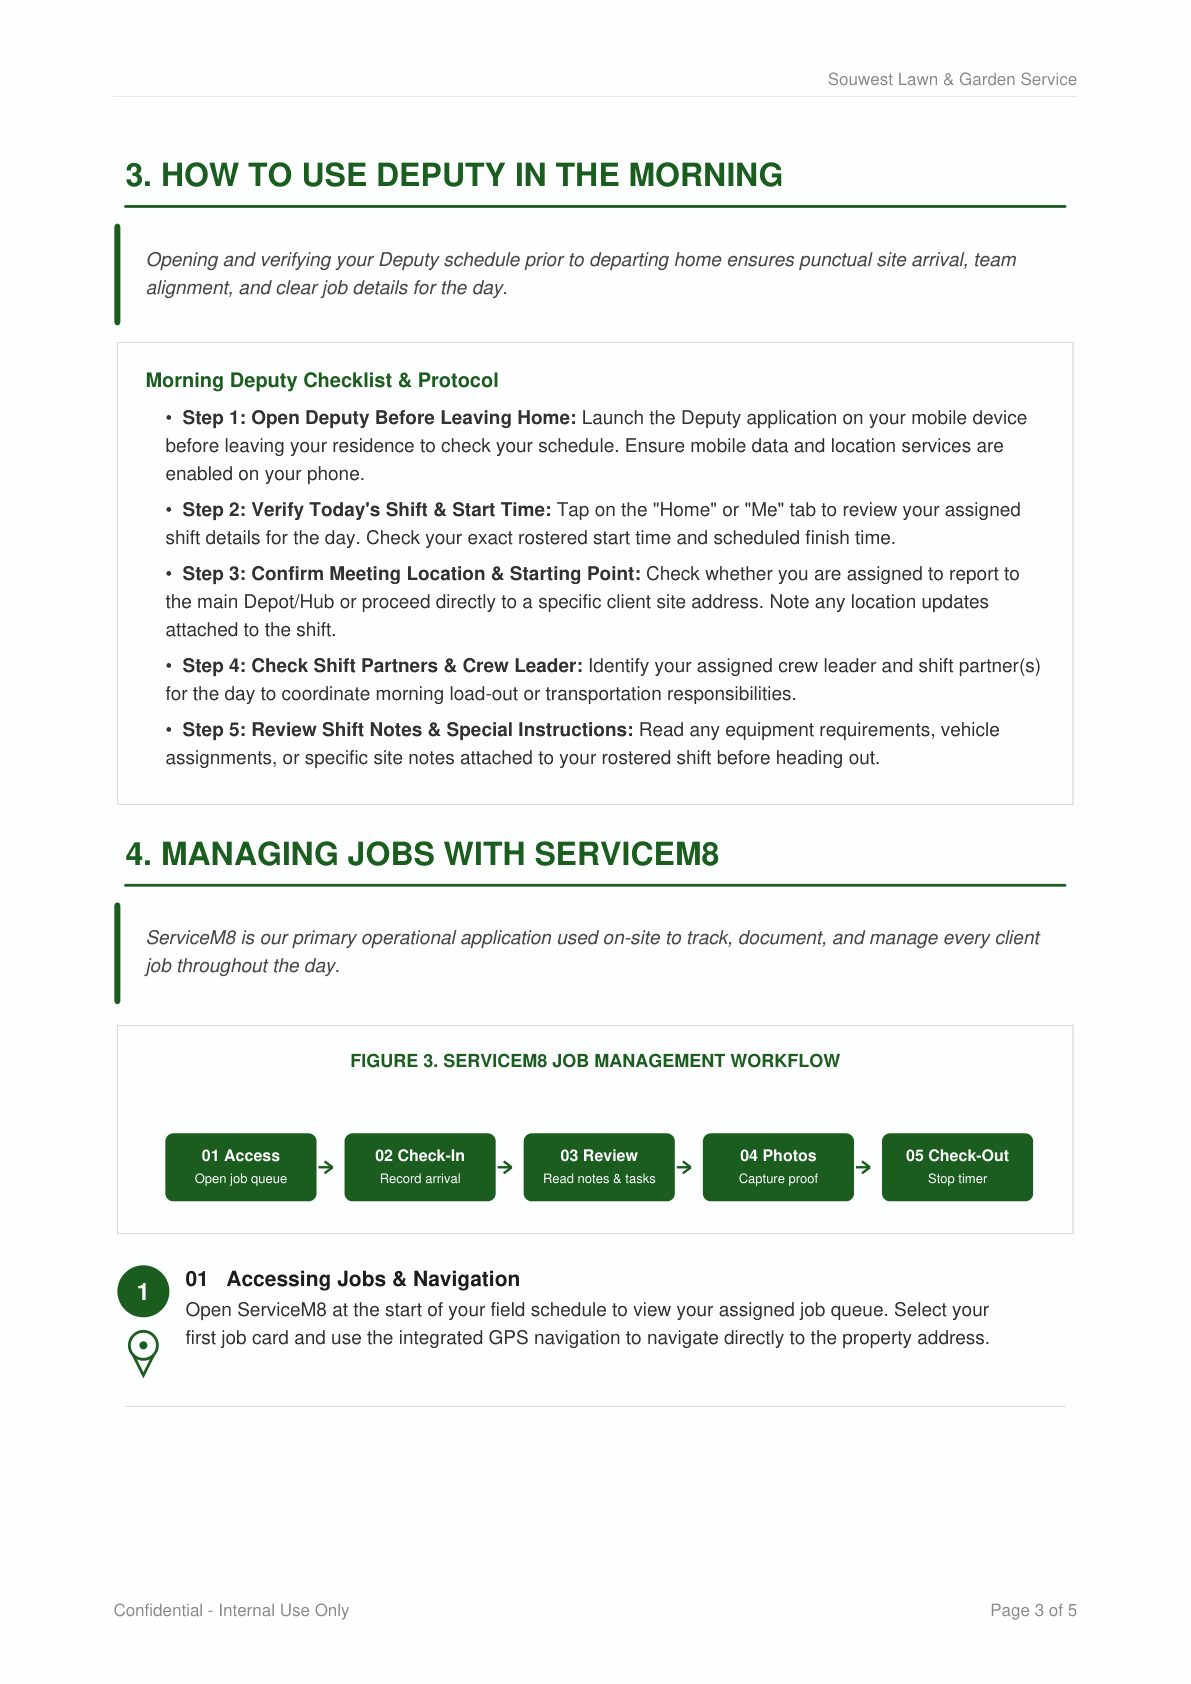 Souwest Lawn & Garden Service
3. HOW TO USE DEPUTY IN THE MORNING
Opening and verifying your Deputy schedule prior to departing home ensures punctual site arrival, team
alignment, and clear job details for the day.
Morning Deputy Checklist & Protocol
• Step 1: Open Deputy Before Leaving Home: Launch the Deputy application on your mobile device
before leaving your residence to check your schedule. Ensure mobile data and location services are
enabled on your phone.
• Step 2: Verify Today's Shift & Start Time: Tap on the "Home" or "Me" tab to review your assigned
shift details for the day. Check your exact rostered start time and scheduled finish time.
• Step 3: Confirm Meeting Location & Starting Point: Check whether you are assigned to report to
the main Depot/Hub or proceed directly to a specific client site address. Note any location updates
attached to the shift.
• Step 4: Check Shift Partners & Crew Leader: Identify your assigned crew leader and shift partner(s)
for the day to coordinate morning load-out or transportation responsibilities.
• Step 5: Review Shift Notes & Special Instructions: Read any equipment requirements, vehicle
assignments, or specific site notes attached to your rostered shift before heading out.
4. MANAGING JOBS WITH SERVICEM8
ServiceM8 is our primary operational application used on-site to track, document, and manage every client
job throughout the day.
FIGURE 3. SERVICEM8 JOB MANAGEMENT WORKFLOW
01 Access
Open job queue
02 Check-In
Record arrival
03 Review
Read notes & tasks
04 Photos
Capture proof
05 Check-Out
Stop timer
1
01 Accessing Jobs & Navigation
Open ServiceM8 at the start of your field schedule to view your assigned job queue. Select your
first job card and use the integrated GPS navigation to navigate directly to the property address.
Confidential - Internal Use Only
Page 3 of 5